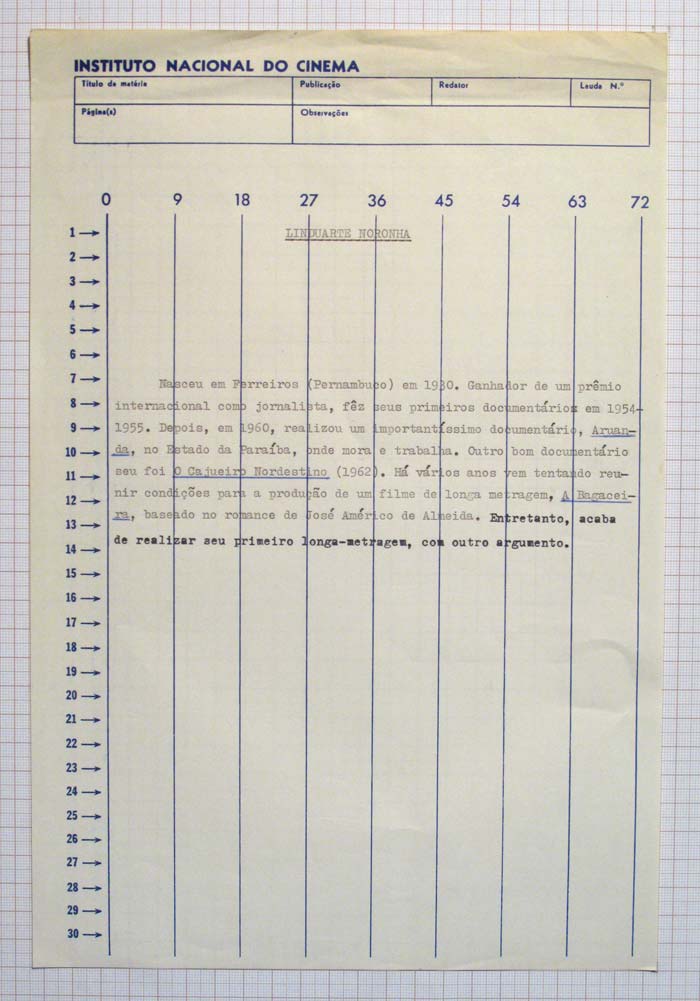 INSTITUTO NACIONAL DO CINEMA
Título da matéria Publicação Redator Lauda N.º
Página(s) Observações
0 9 18 27 36 45 54 63 72
1 LINDUARTE NORONHA
2
3
4
5
6
7 Nasceu em Ferreiros (Pernambuco) em 1930. Ganhador de um prêmio
8 internacional como jornalista, fêz seus primeiros documentários em 1954-
9 1955. Depois, em 1960, realizou um importantíssimo documentário, Aruan-
10 da, no Estado da Paraíba, onde mora e trabalha. Outro bom documentário
11 seu foi O Cajueiro Nordestino (1962). Há vários anos vem tentando reu-
12 nir condições para a produção de um filme de longa metragem, A Bagacei-
13 ra, baseado no romance de José Américo de Almeida. Entretanto, acaba
14 de realizar seu primeiro longa-metragem, com outro argumento.
15
16
17
18
19
20
21
22
23
24
25
26
27
28
29
30